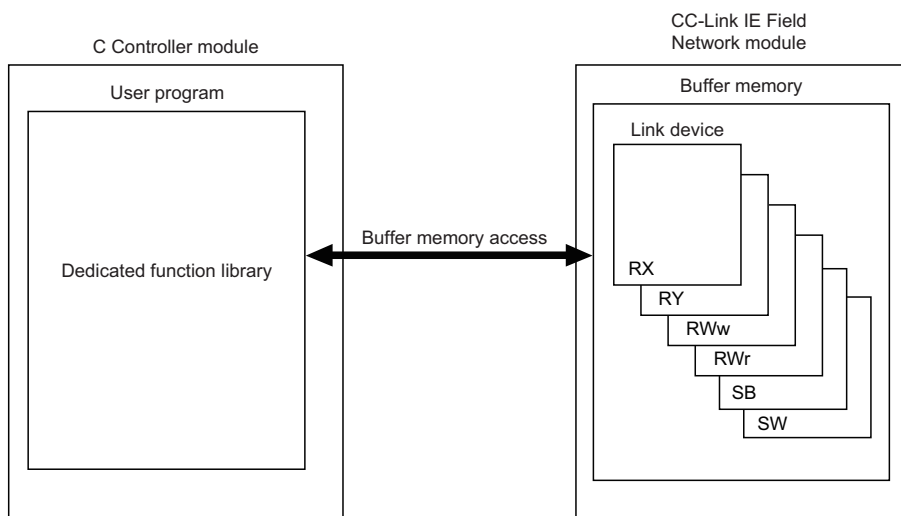 C Controller module
User program
Dedicated function library
Buffer memory access
CC-Link IE Field
Network module
Buffer memory
Link device
RX
RY
RWw
RWr
SB
SW